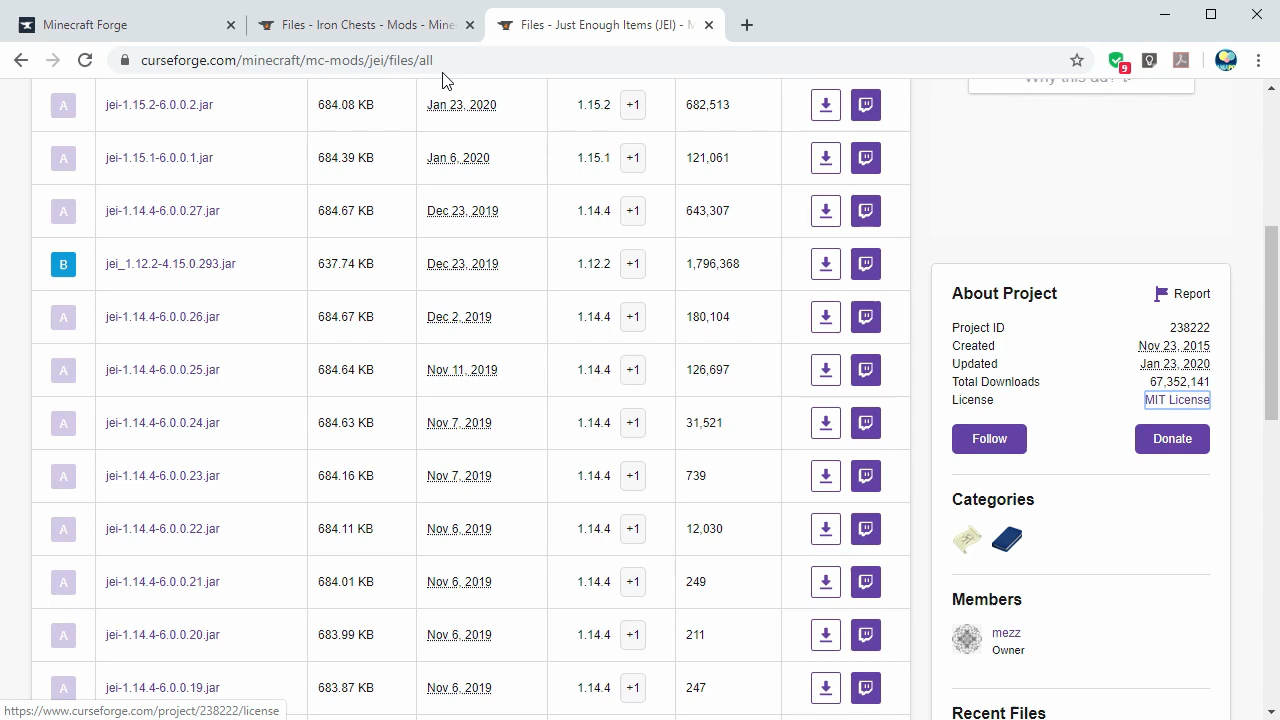 Minecraft Forge
Files - Iron Chests - Mods - Mine
Files - Just Enough Items (JEI) - M
curseforge.com/minecraft/mc-mods/jei/files/all
9
Why this ad?
A jei-1.15.2-6.0.0.2.jar 684.08 KB Jan 23, 2020 1.15.2 +1 682,513
A jei-1.15.1-6.0.0.1.jar 684.39 KB Jan 6, 2020 1.15.1 +1 121,061
A jei-1.14.4-6.0.0.27.jar 684.67 KB Dec 23, 2019 1.14.4 +1 643,307
B jei_1.12.2-4.15.0.293.jar 637.74 KB Dec 23, 2019 1.12.2 +1 1,796,368
A jei-1.14.4-6.0.0.26.jar 684.67 KB Dec 2, 2019 1.14.4 +1 180,104
A jei-1.14.4-6.0.0.25.jar 684.64 KB Nov 11, 2019 1.14.4 +1 126,697
A jei-1.14.4-6.0.0.24.jar 684.63 KB Nov 7, 2019 1.14.4 +1 31,521
A jei-1.14.4-6.0.0.23.jar 684.16 KB Nov 7, 2019 1.14.4 +1 739
A jei-1.14.4-6.0.0.22.jar 684.11 KB Nov 6, 2019 1.14.4 +1 12,030
A jei-1.14.4-6.0.0.21.jar 684.01 KB Nov 6, 2019 1.14.4 +1 249
A jei-1.14.4-6.0.0.20.jar 683.99 KB Nov 6, 2019 1.14.4 +1 211
A jei-1.14.4-6.0.0.19.jar 683.87 KB Nov 6, 2019 1.14.4 +1 247
About Project Report
Project ID 238222
Created Nov 23, 2015
Updated Jan 23, 2020
Total Downloads 67,352,141
License MIT License
Follow Donate
Categories
Members
mezz
Owner
Recent Files
https://www.curseforge.com/project/238222/license